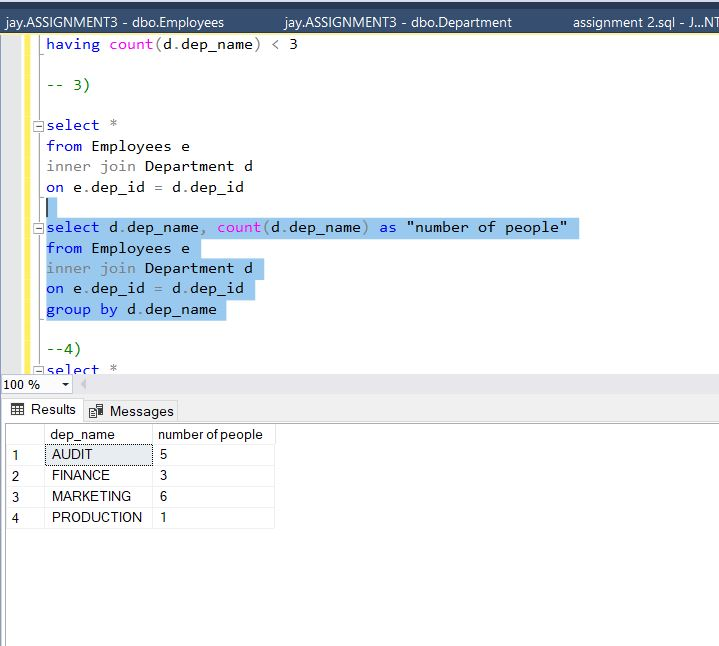 jay.ASSIGNMENT3 - dbo.Employees jay.ASSIGNMENT3 - dbo.Department assignment 2.sql - J...NT
having count(d.dep_name) < 3
-- 3)
select *
from Employees e
inner join Department d
on e.dep_id = d.dep_id
select d.dep_name, count(d.dep_name) as "number of people"
from Employees e
inner join Department d
on e.dep_id = d.dep_id
group by d.dep_name
--4)
select *
100 %
Results Messages
dep_name number of people
1 AUDIT 5
2 FINANCE 3
3 MARKETING 6
4 PRODUCTION 1